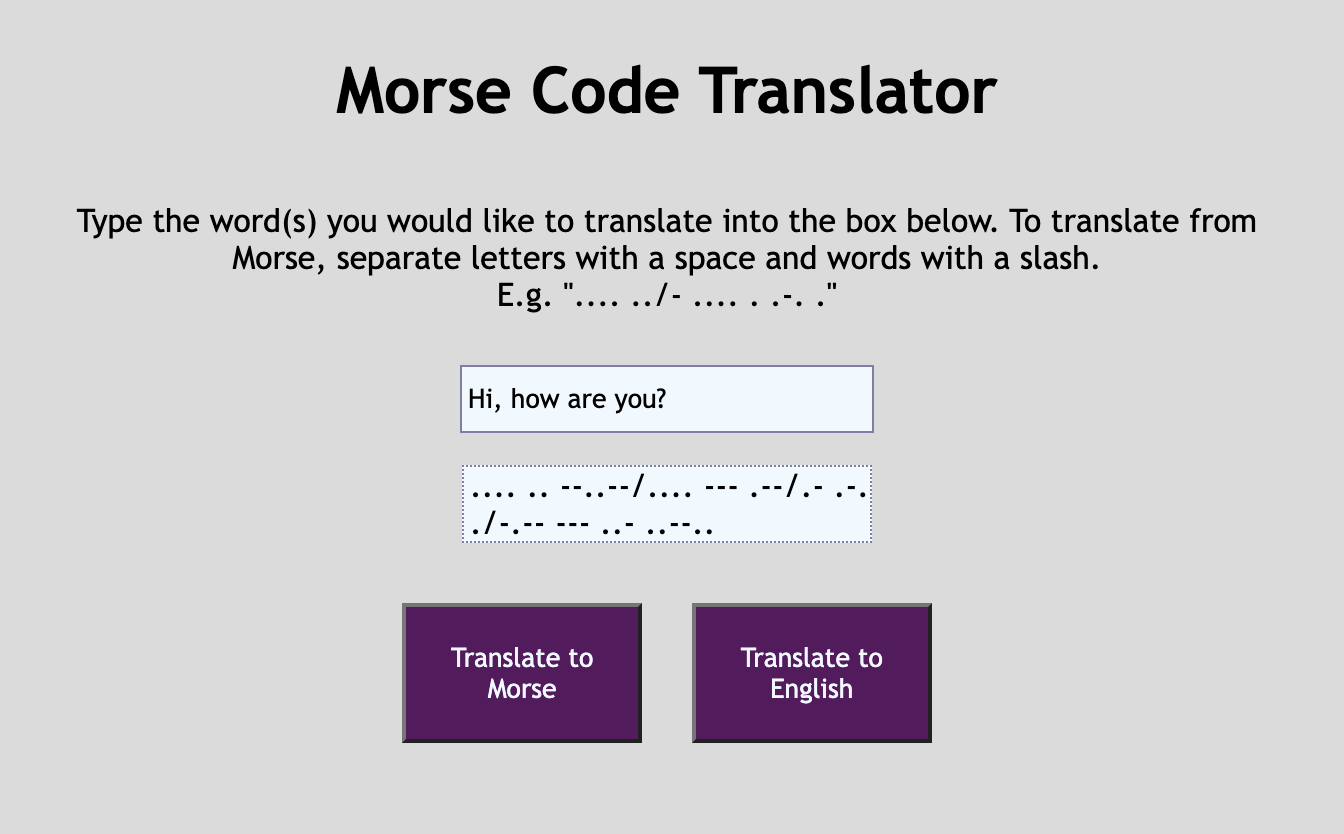 Morse Code Translator
Type the word(s) you would like to translate into the box below. To translate from
Morse, separate letters with a space and words with a slash.
E.g. ".... ../- .... . .-. ."
Hi, how are you?
.... .. --..--/.... --- .--/.- .-.
./-.-- --- ..- ..--..
Translate to
Morse
Translate to
English